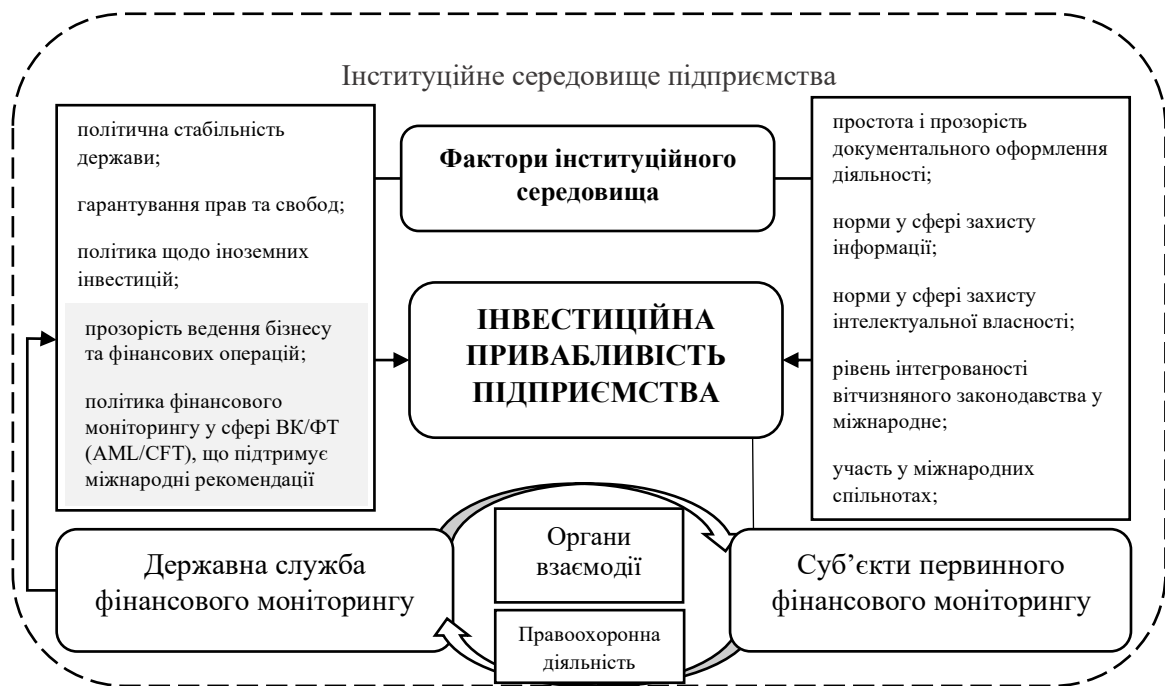 Інституційне середовище підприємства
політична стабільність
держави;
гарантування прав та свобод;
політика щодо іноземних
інвестицій;
прозорість ведення бізнесу
та фінансових операцій;
політика фінансового
моніторингу у сфері ВК/ФТ
(AML/CFT), що підтримує
міжнародні рекомендації
Фактори інституційного
середовища
ІНВЕСТИЦІЙНА
ПРИВАБЛИВІСТЬ
ПІДПРИЄМСТВА
простота і прозорість
документального оформлення
діяльності;
норми у сфері захисту
інформації;
норми у сфері захисту
інтелектуальної власності;
рівень інтегрованості
вітчизняного законодавства у
міжнародне;
участь у міжнародних
спільнотах;
Державна служба
фінансового моніторингу
Органи
взаємодії
Правоохоронна
діяльність
Суб’єкти первинного
фінансового моніторингу